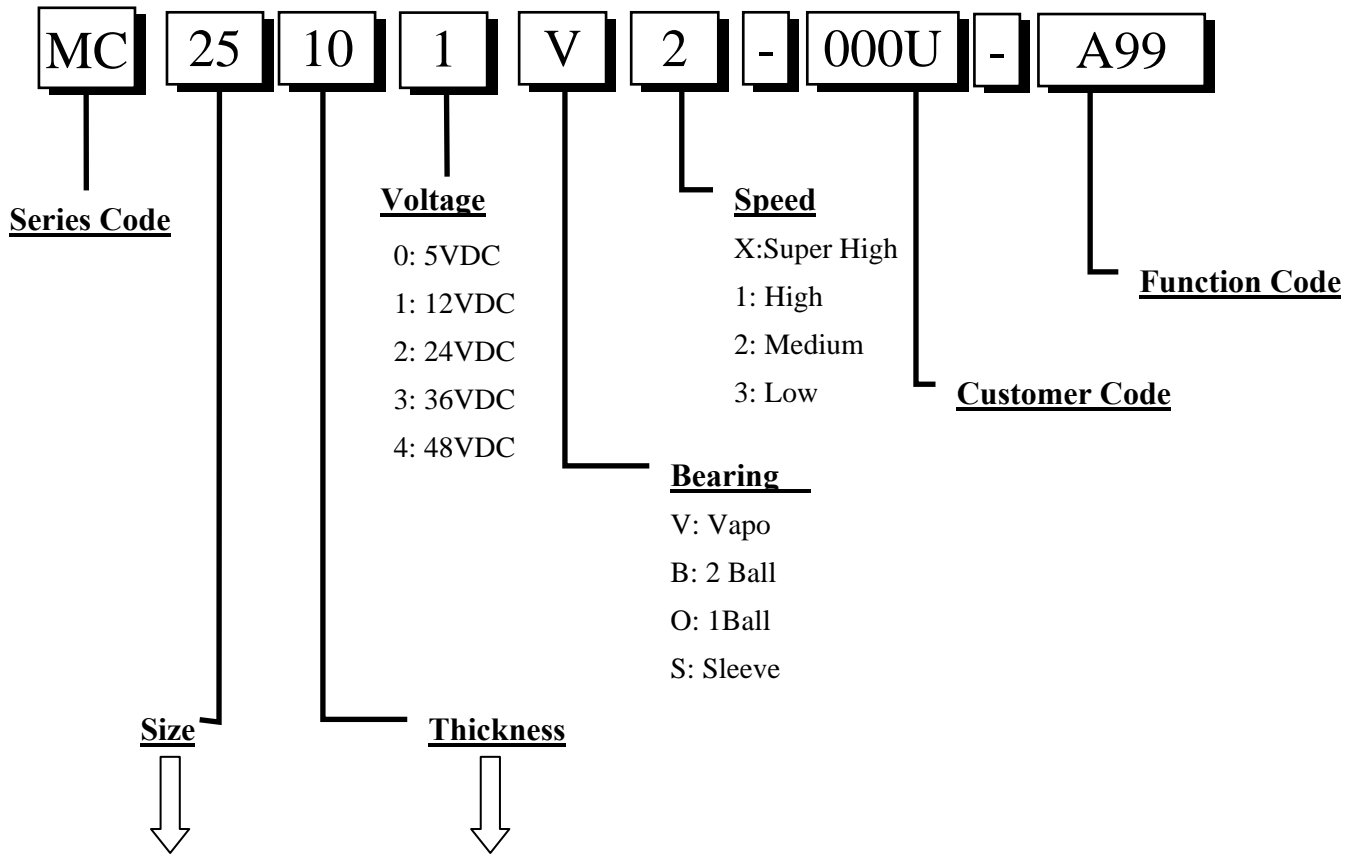 MC 25 10 1 V 2 - 000U - A99
Series Code
Voltage
0: 5VDC
1: 12VDC
2: 24VDC
3: 36VDC
4: 48VDC
Speed
X:Super High
1: High
2: Medium
3: Low
Function Code
Customer Code
Bearing
V: Vapo
B: 2 Ball
O: 1Ball
S: Sleeve
Size
Thickness